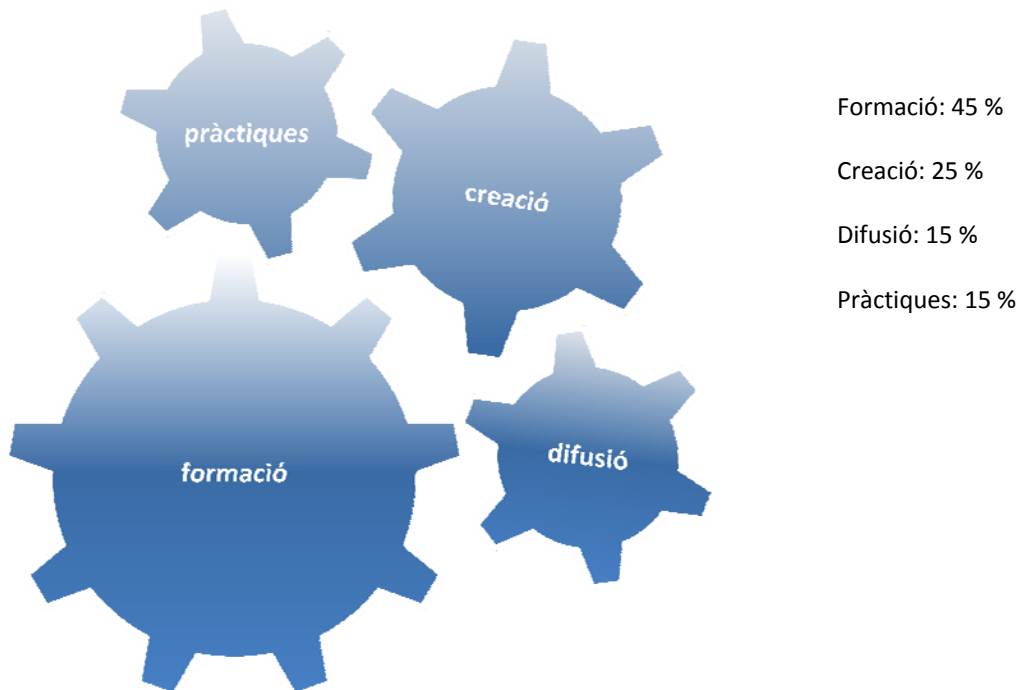 pràctiques
creació
formació
difusió
Formació: 45 %
Creació: 25 %
Difusió: 15 %
Pràctiques: 15 %